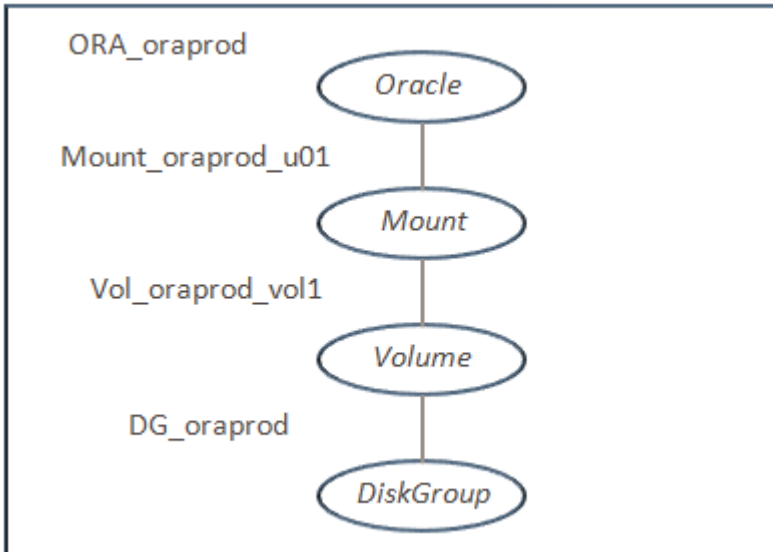 ORA_oraprod
Oracle
Mount_oraprod_u01
Mount
Vol_oraprod_vol1
Volume
DG_oraprod
DiskGroup